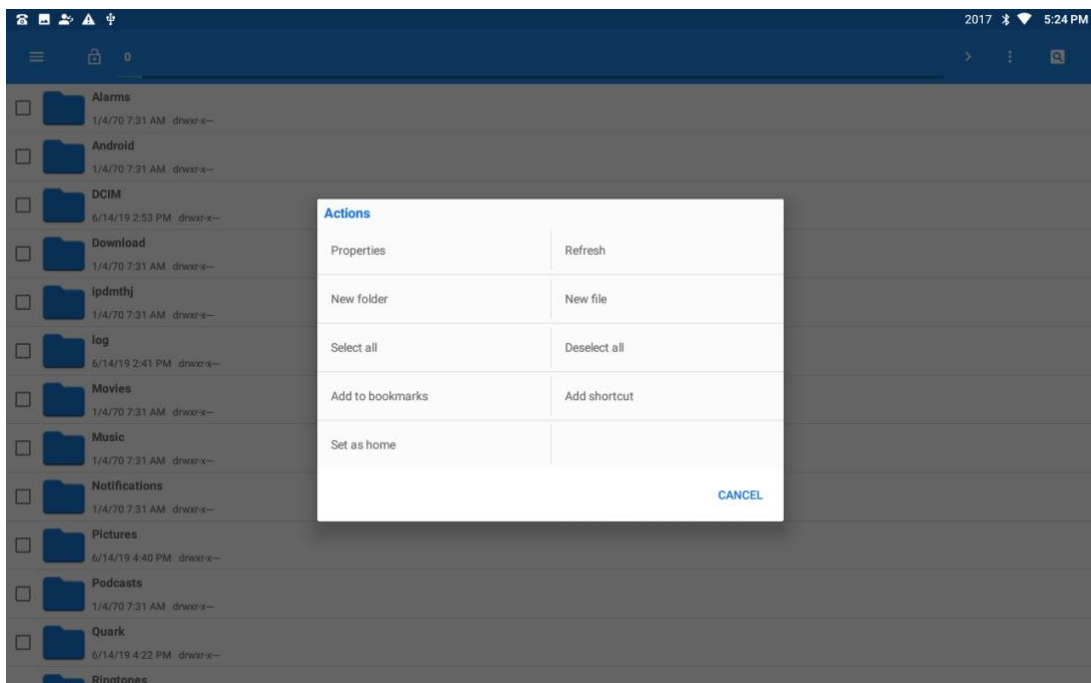 2017 5:24 PM
0
Alarms
1/4/70 7:31 AM drwxr-x—
Android
1/4/70 7:31 AM drwxr-x—
DCIM
6/14/19 2:53 PM drwxr-x—
Download
1/4/70 7:31 AM drwxr-x—
ipdmthj
1/4/70 7:31 AM drwxr-x—
log
6/14/19 2:41 PM drwxr-x—
Movies
1/4/70 7:31 AM drwxr-x—
Music
1/4/70 7:31 AM drwxr-x—
Notifications
1/4/70 7:31 AM drwxr-x—
Pictures
6/14/19 4:40 PM drwxr-x—
Podcasts
1/4/70 7:31 AM drwxr-x—
Quark
6/14/19 4:22 PM drwxr-x—
Ringtones
Actions
Properties Refresh
New folder New file
Select all Deselect all
Add to bookmarks Add shortcut
Set as home
CANCEL